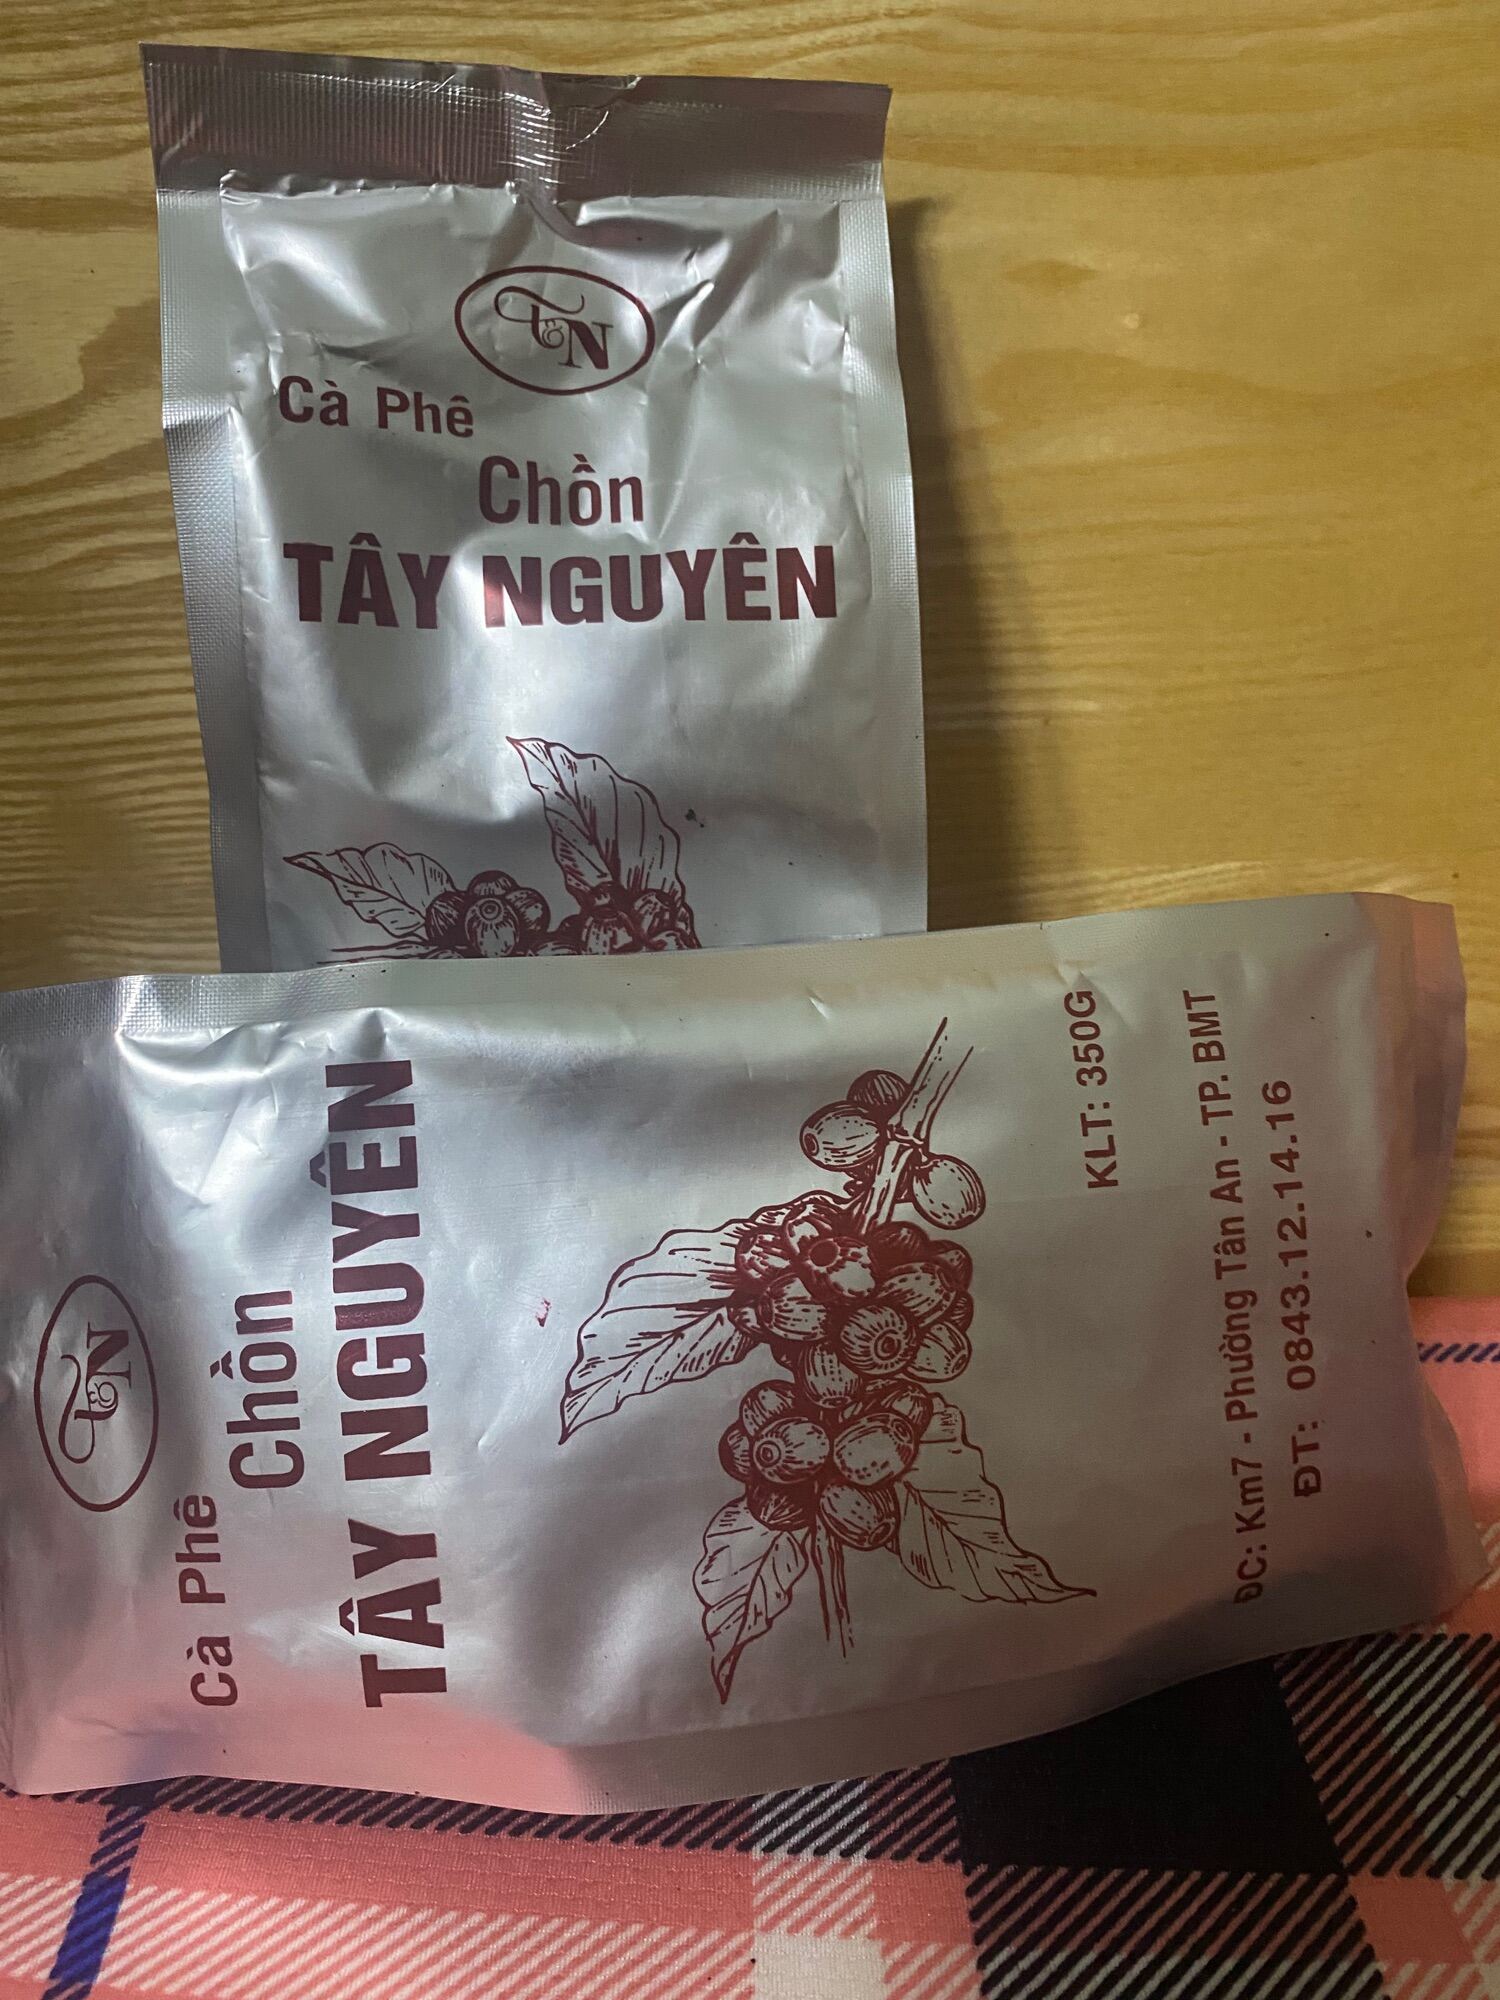 T&N
Cà Phê
Chồn
TÂY NGUYÊN
T&N
Cà Phê
Chồn
TÂY NGUYÊN
KLT: 350G
ĐC: Km7 - Phường Tân An - TP. BMT
ĐT: 0843.12.14.16